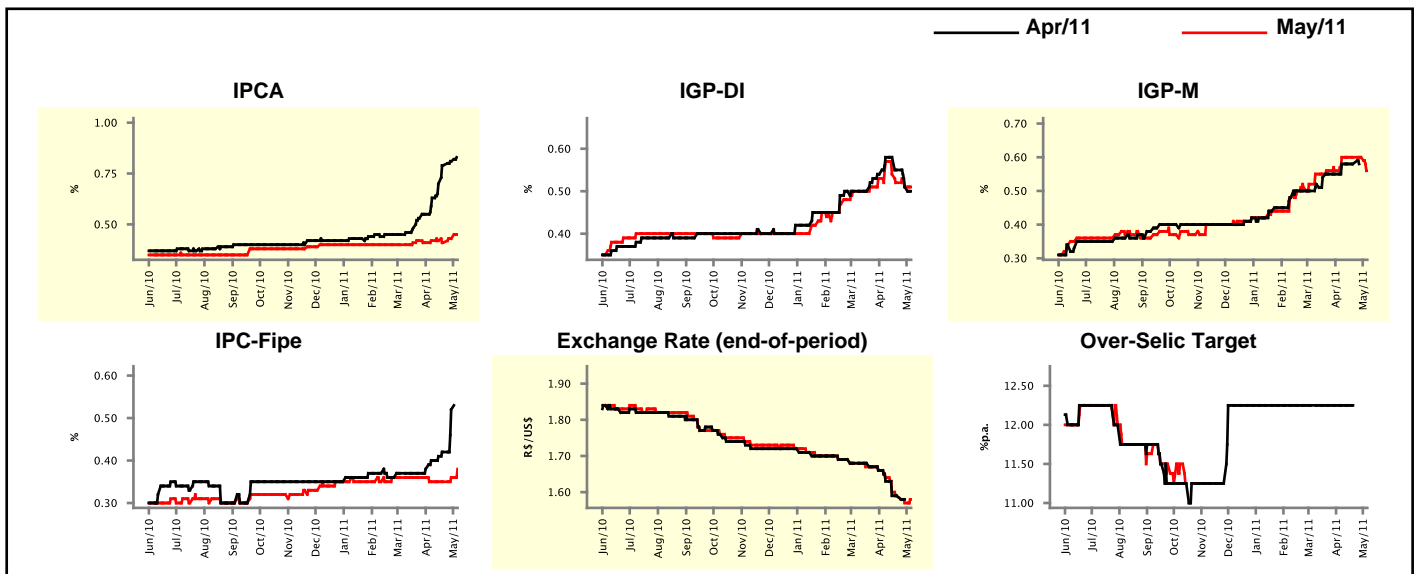 Apr/11 May/11
IPCA IGP-DI IGP-M
%
1.00
0.75
0.50
Jun/10 Jul/10 Aug/10 Sep/10 Oct/10 Nov/10 Dec/10 Jan/11 Feb/11 Mar/11 Apr/11 May/11
%
0.60
0.50
0.40
Jun/10 Jul/10 Aug/10 Sep/10 Oct/10 Nov/10 Dec/10 Jan/11 Feb/11 Mar/11 Apr/11 May/11
%
0.70
0.60
0.50
0.40
0.30
Jun/10 Jul/10 Aug/10 Sep/10 Oct/10 Nov/10 Dec/10 Jan/11 Feb/11 Mar/11 Apr/11 May/11
IPC-Fipe Exchange Rate (end-of-period) Over-Selic Target
%
0.60
0.50
0.40
0.30
Jun/10 Jul/10 Aug/10 Sep/10 Oct/10 Nov/10 Dec/10 Jan/11 Feb/11 Mar/11 Apr/11 May/11
R$/US$
1.90
1.80
1.70
1.60
Jun/10 Jul/10 Aug/10 Sep/10 Oct/10 Nov/10 Dec/10 Jan/11 Feb/11 Mar/11 Apr/11 May/11
%p.a.
12.50
12.00
11.50
11.00
Jun/10 Jul/10 Aug/10 Sep/10 Oct/10 Nov/10 Dec/10 Jan/11 Feb/11 Mar/11 Apr/11 May/11